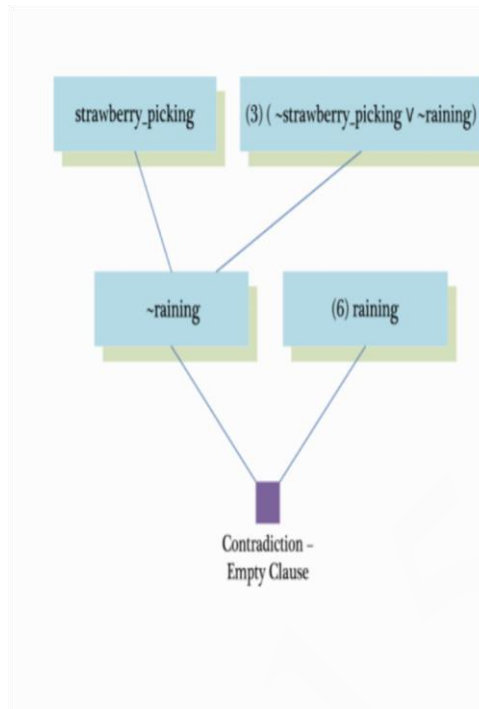 strawberry_picking
(3) ( ~strawberry_picking ∨ ~raining)
~raining
(6) raining
Contradiction –
Empty Clause